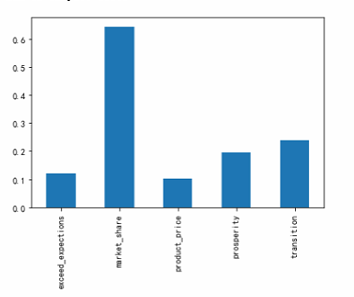 0.6
0.5
0.4
0.3
0.2
0.1
0.0
exceed_expections
market_share
product_price
prosperity
transition